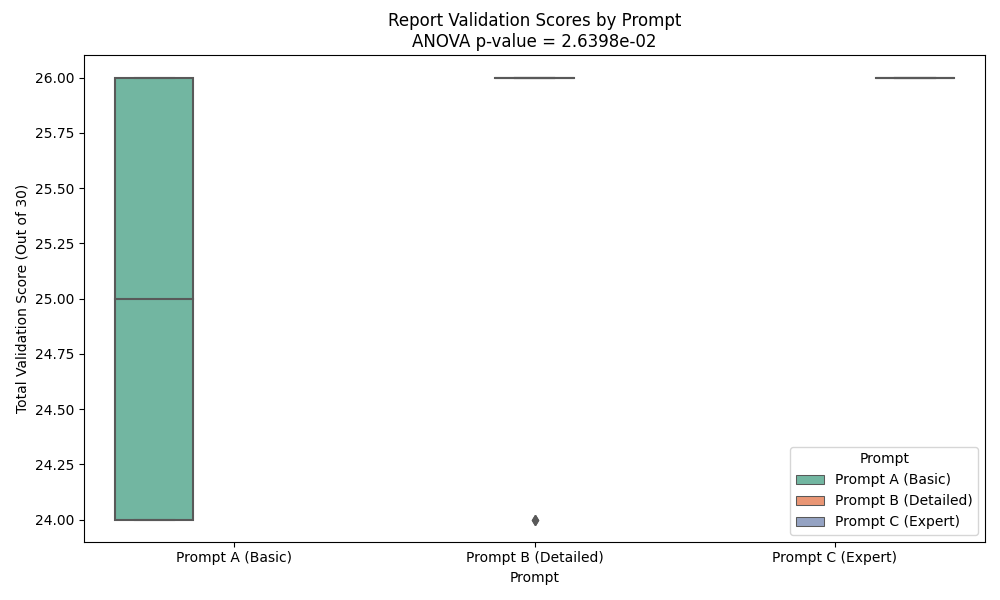 Report Validation Scores by Prompt
ANOVA p-value = 2.6398e-02
Total Validation Score (Out of 30)
26.00
25.75
25.50
25.25
25.00
24.75
24.50
24.25
24.00
Prompt
Prompt A (Basic)
Prompt B (Detailed)
Prompt C (Expert)
Prompt A (Basic) Prompt B (Detailed) Prompt C (Expert)
Prompt